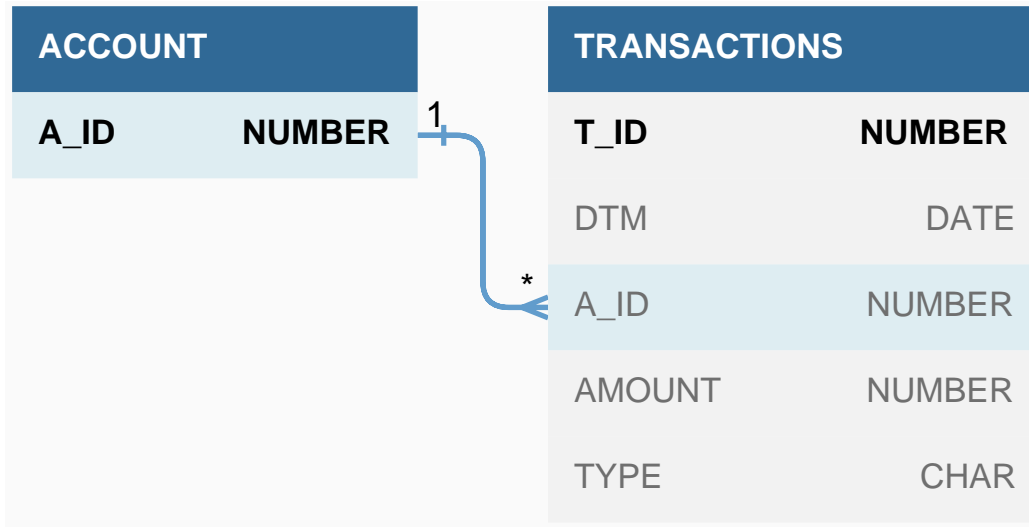 ACCOUNT
A_ID NUMBER
1
*
TRANSACTIONS
T_ID NUMBER
DTM DATE
A_ID NUMBER
AMOUNT NUMBER
TYPE CHAR